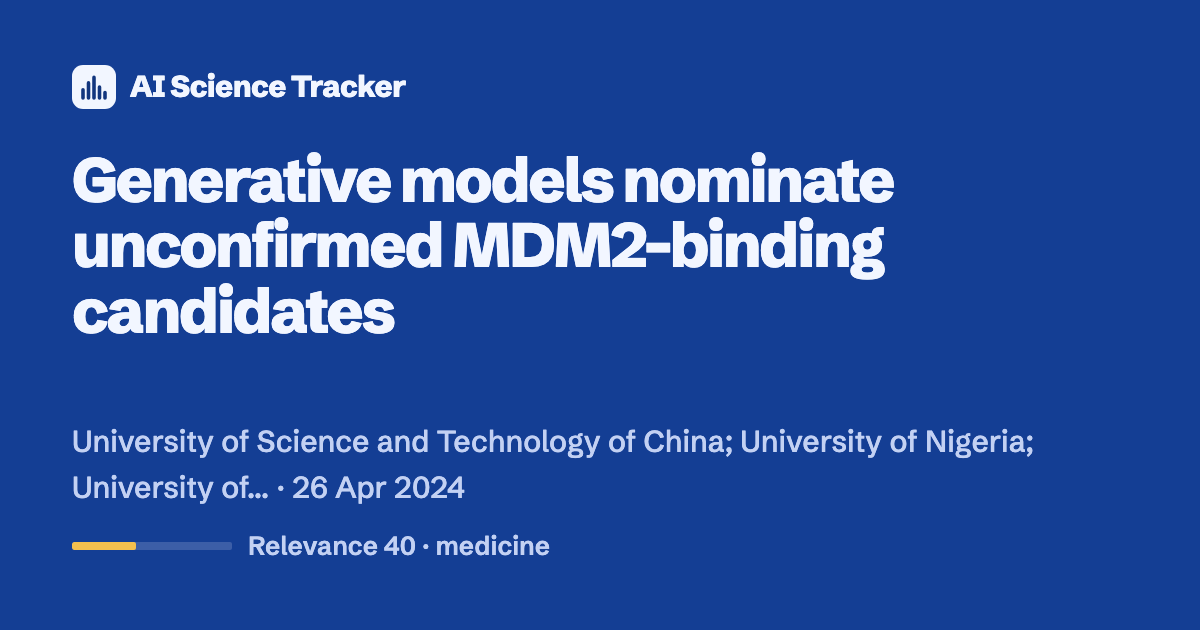 AI Science Tracker
Generative models nominate
unconfirmed MDM2-binding
candidates
University of Science and Technology of China; University of Nigeria;
University of... · 26 Apr 2024
Relevance 40 · medicine